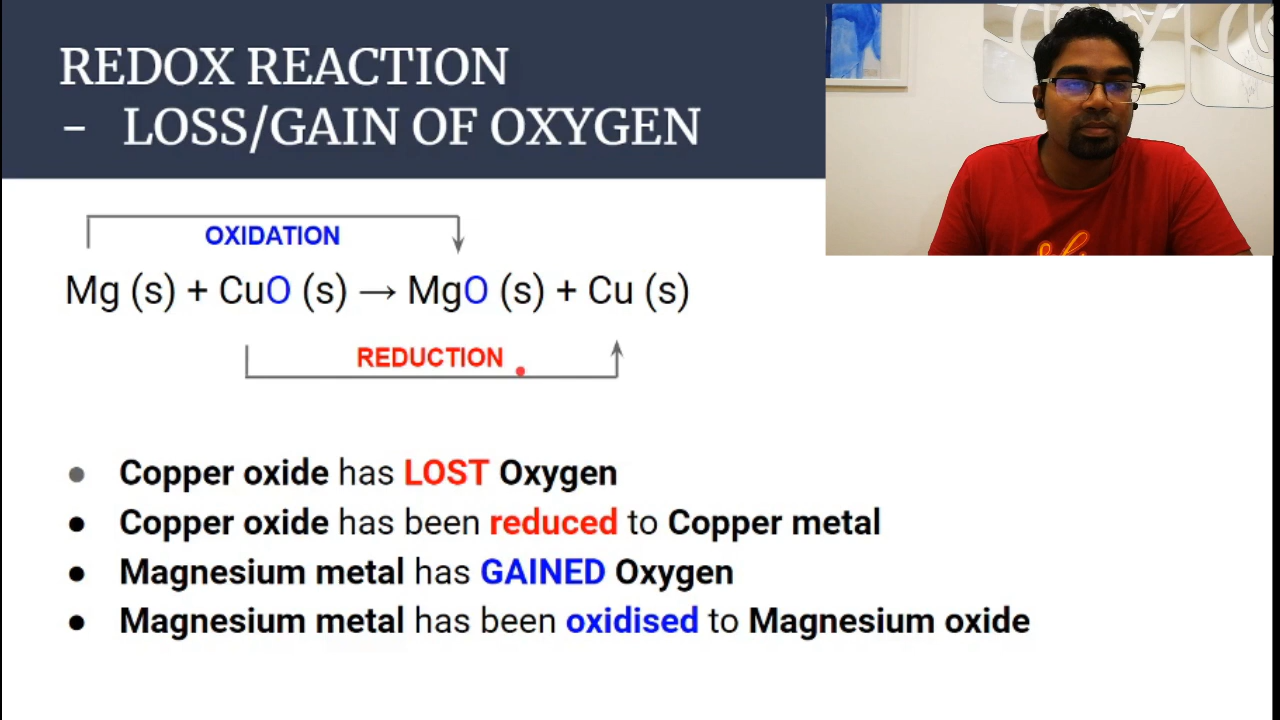 REDOX REACTION
- LOSS/GAIN OF OXYGEN
OXIDATION
Mg (s) + CuO (s) → MgO (s) + Cu (s)
REDUCTION
● Copper oxide has LOST Oxygen
● Copper oxide has been reduced to Copper metal
● Magnesium metal has GAINED Oxygen
● Magnesium metal has been oxidised to Magnesium oxide